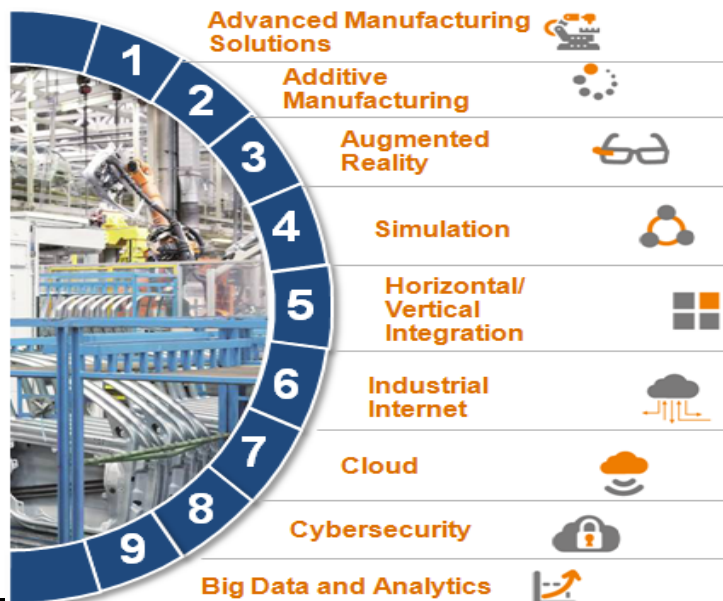 1
Advanced Manufacturing
Solutions
2
Additive
Manufacturing
3
Augmented
Reality
4
Simulation
5
Horizontal/
Vertical
Integration
6
Industrial
Internet
7
Cloud
8
Cybersecurity
9
Big Data and Analytics